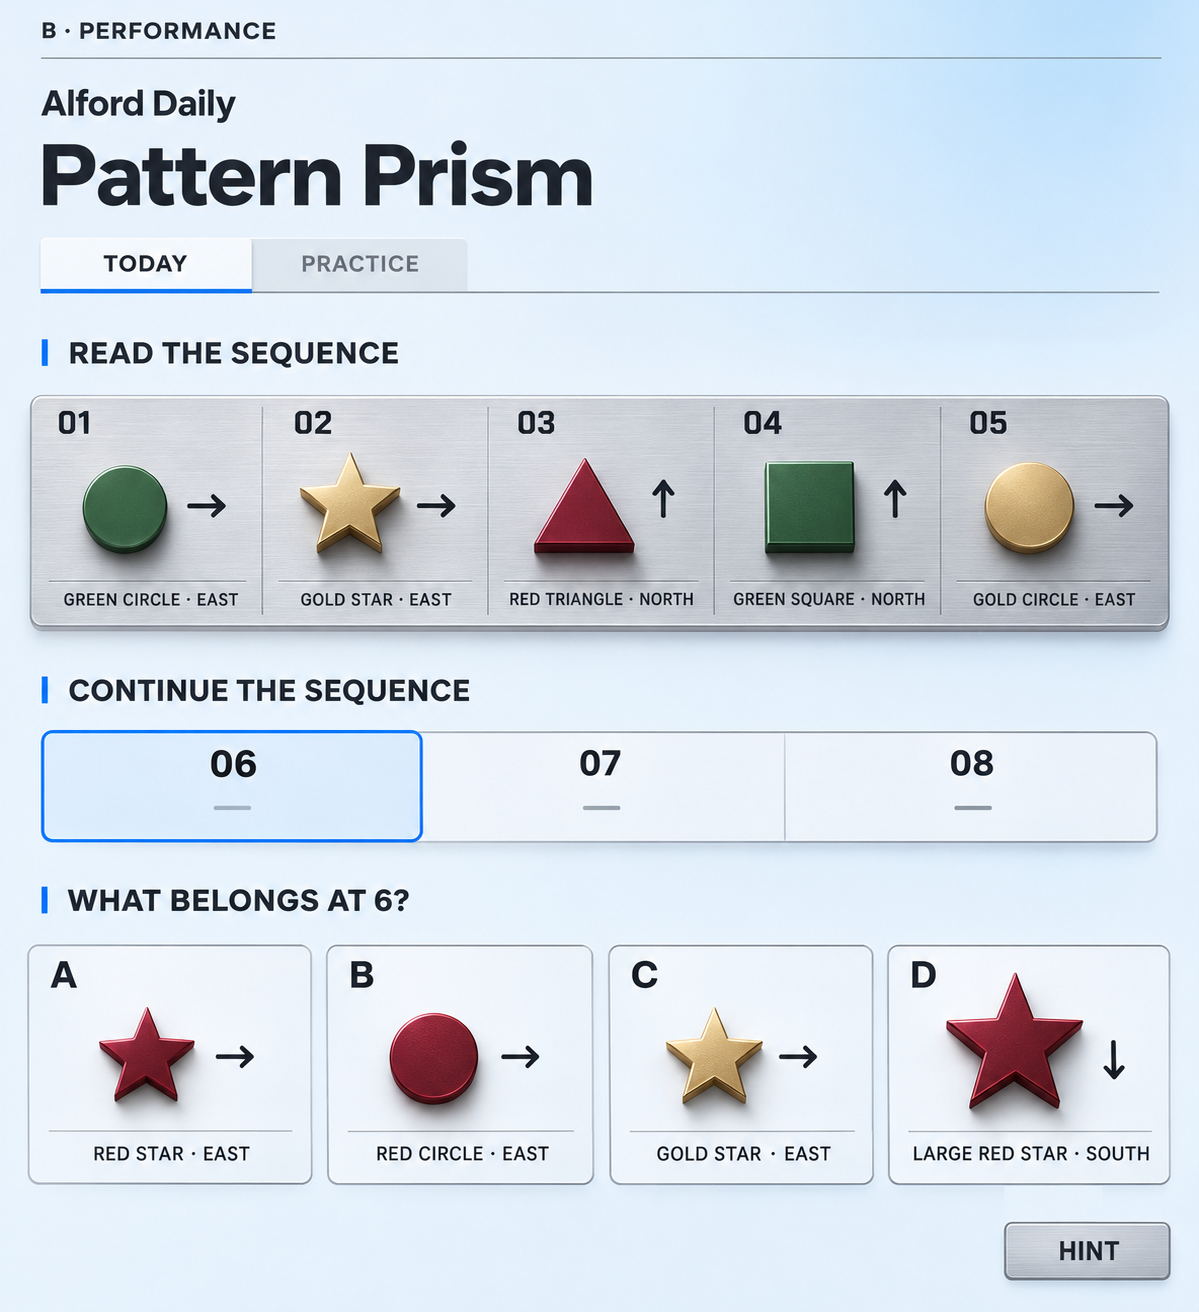 B · PERFORMANCE
Alford Daily
Pattern Prism
TODAY
PRACTICE
READ THE SEQUENCE
01
02
03
04
05
GREEN CIRCLE · EAST
GOLD STAR · EAST
RED TRIANGLE · NORTH
GREEN SQUARE · NORTH
GOLD CIRCLE · EAST
CONTINUE THE SEQUENCE
06
07
08
WHAT BELONGS AT 6?
A
B
C
D
RED STAR · EAST
RED CIRCLE · EAST
GOLD STAR · EAST
LARGE RED STAR · SOUTH
HINT